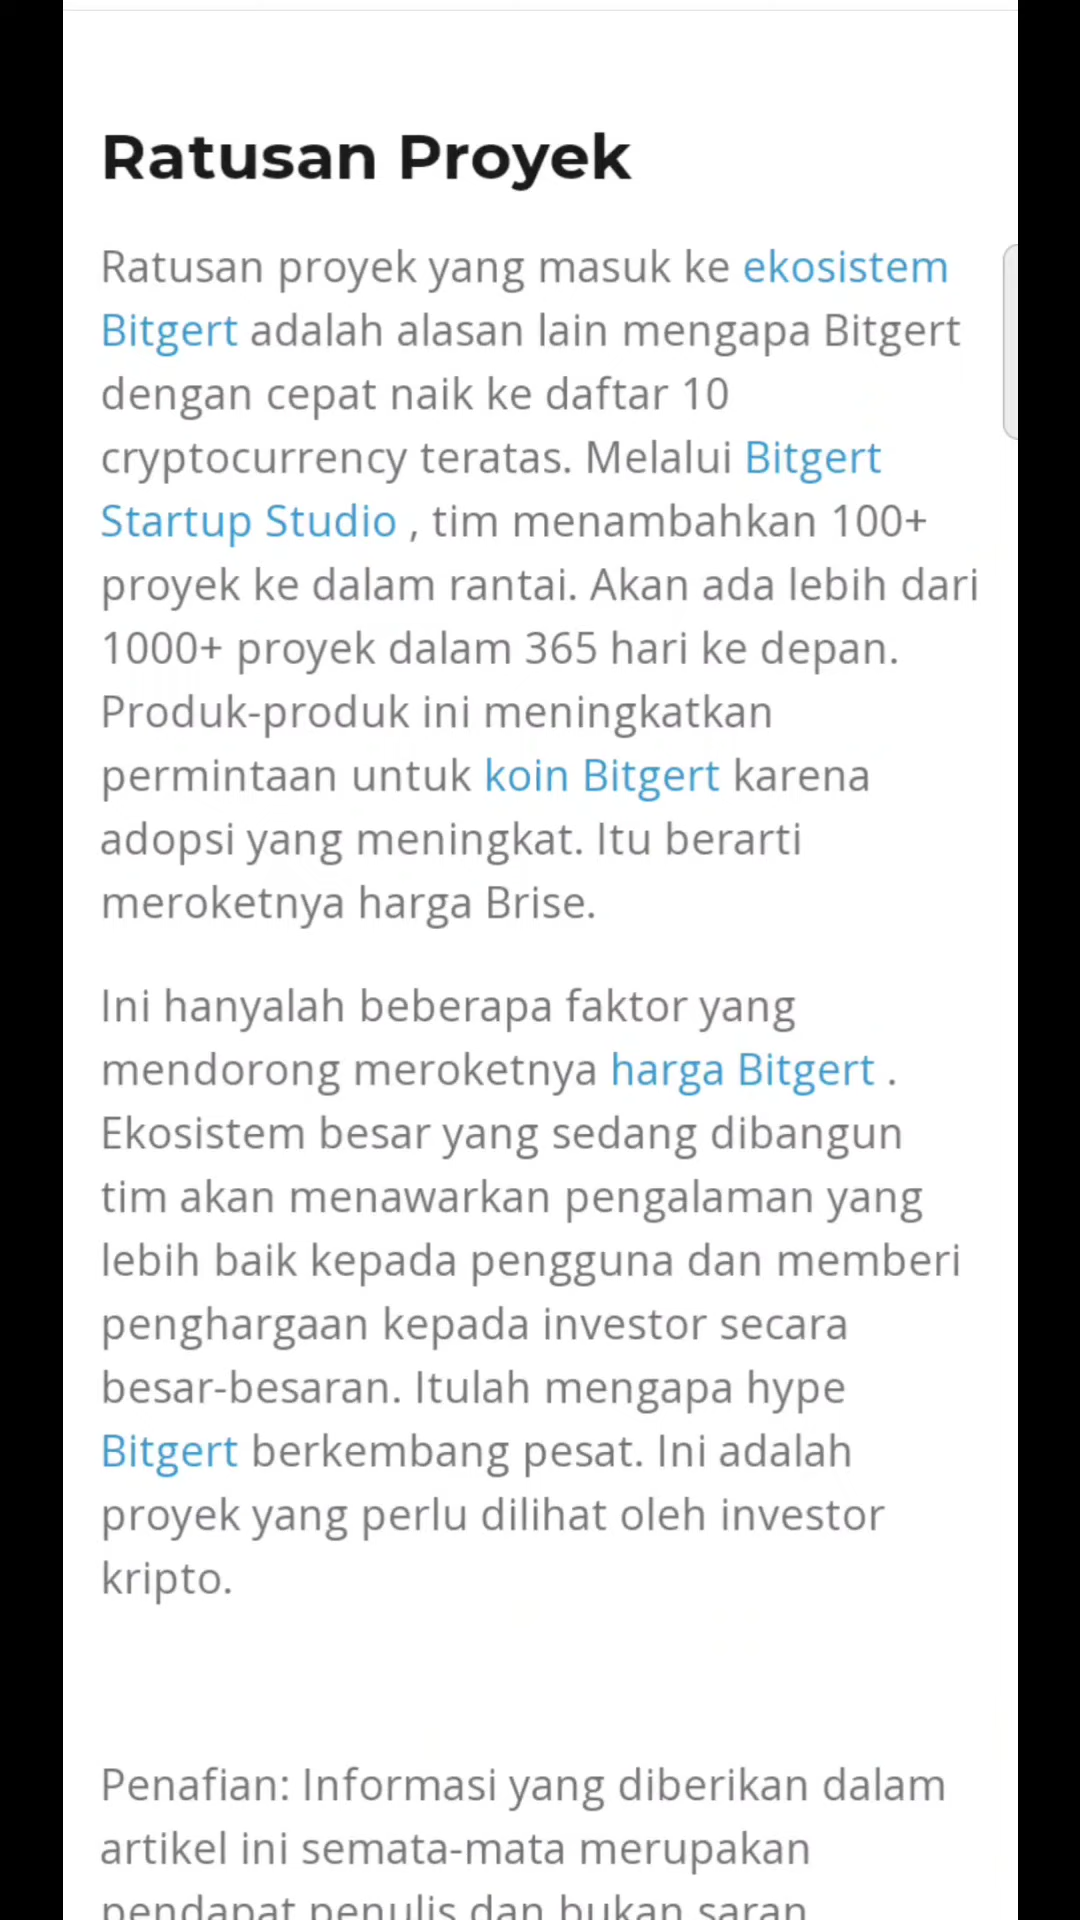 Ratusan Proyek
Ratusan proyek yang masuk ke ekosistem
Bitgert adalah alasan lain mengapa Bitgert
dengan cepat naik ke daftar 10
cryptocurrency teratas. Melalui Bitgert
Startup Studio , tim menambahkan 100+
proyek ke dalam rantai. Akan ada lebih dari
1000+ proyek dalam 365 hari ke depan.
Produk-produk ini meningkatkan
permintaan untuk koin Bitgert karena
adopsi yang meningkat. Itu berarti
meroketnya harga Brise.
Ini hanyalah beberapa faktor yang
mendorong meroketnya harga Bitgert .
Ekosistem besar yang sedang dibangun
tim akan menawarkan pengalaman yang
lebih baik kepada pengguna dan memberi
penghargaan kepada investor secara
besar-besaran. Itulah mengapa hype
Bitgert berkembang pesat. Ini adalah
proyek yang perlu dilihat oleh investor
kripto.
Penafian: Informasi yang diberikan dalam
artikel ini semata-mata merupakan
pendapat penulis dan bukan saran